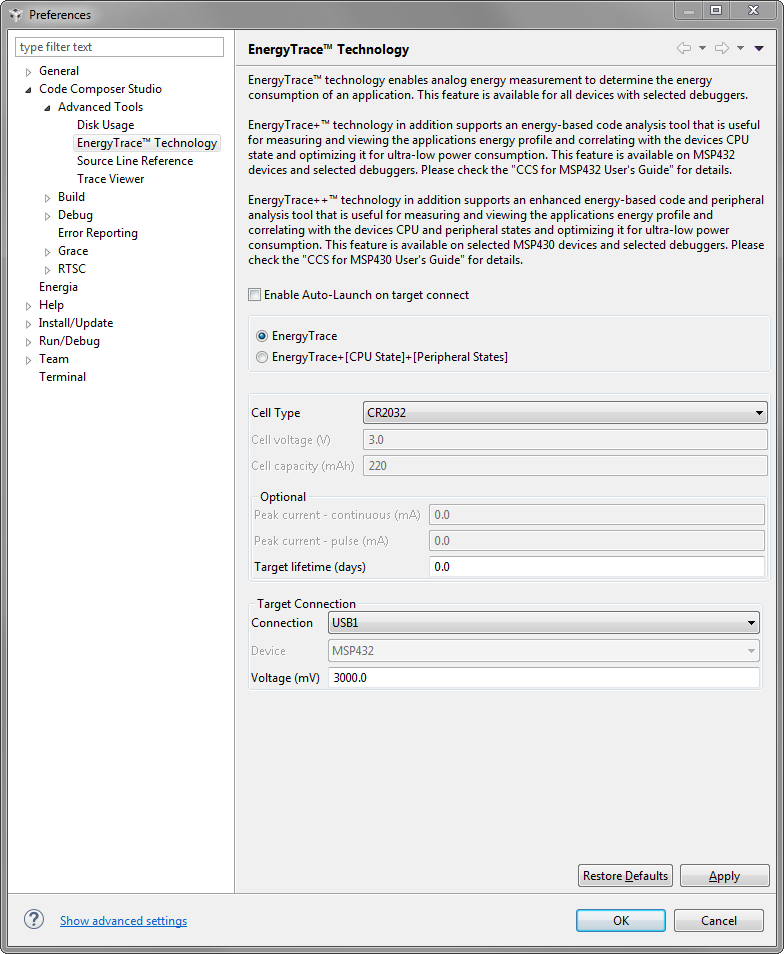 Preferences
type filter text
General
Code Composer Studio
Advanced Tools
Disk Usage
EnergyTrace™ Technology
Source Line Reference
Trace Viewer
Build
Debug
Error Reporting
Grace
RTSC
Energia
Help
Install/Update
Run/Debug
Team
Terminal
EnergyTrace™ Technology
EnergyTrace™ technology enables analog energy measurement to determine the energy
consumption of an application. This feature is available for all devices with selected debuggers.
EnergyTrace+™ technology in addition supports an energy-based code analysis tool that is useful
for measuring and viewing the applications energy profile and correlating with the devices CPU
state and optimizing it for ultra-low power consumption. This feature is available on MSP432
devices and selected debuggers. Please check the "CCS for MSP432 User's Guide" for details.
EnergyTrace++™ technology in addition supports an enhanced energy-based code and peripheral
analysis tool that is useful for measuring and viewing the applications energy profile and
correlating with the devices CPU and peripheral states and optimizing it for ultra-low power
consumption. This feature is available on selected MSP430 devices and selected debuggers. Please
check the "CCS for MSP430 User's Guide" for details.
Enable Auto-Launch on target connect
EnergyTrace
EnergyTrace+[CPU State]+[Peripheral States]
Cell Type CR2032
Cell voltage (V) 3.0
Cell capacity (mAh) 220
Optional
Peak current - continuous (mA) 0.0
Peak current - pulse (mA) 0.0
Target lifetime (days) 0.0
Target Connection
Connection USB1
Device MSP432
Voltage (mV) 3000.0
Restore Defaults Apply
? Show advanced settings OK Cancel